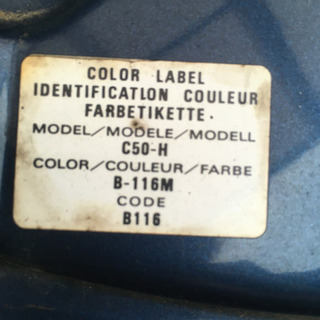 COLOR LABEL
IDENTIFICATION COULEUR
FARBETIKETTE.
MODEL/MODELE/MODELL
C50-H
COLOR/COULEUR/FARBE
B-116M
CODE
B116